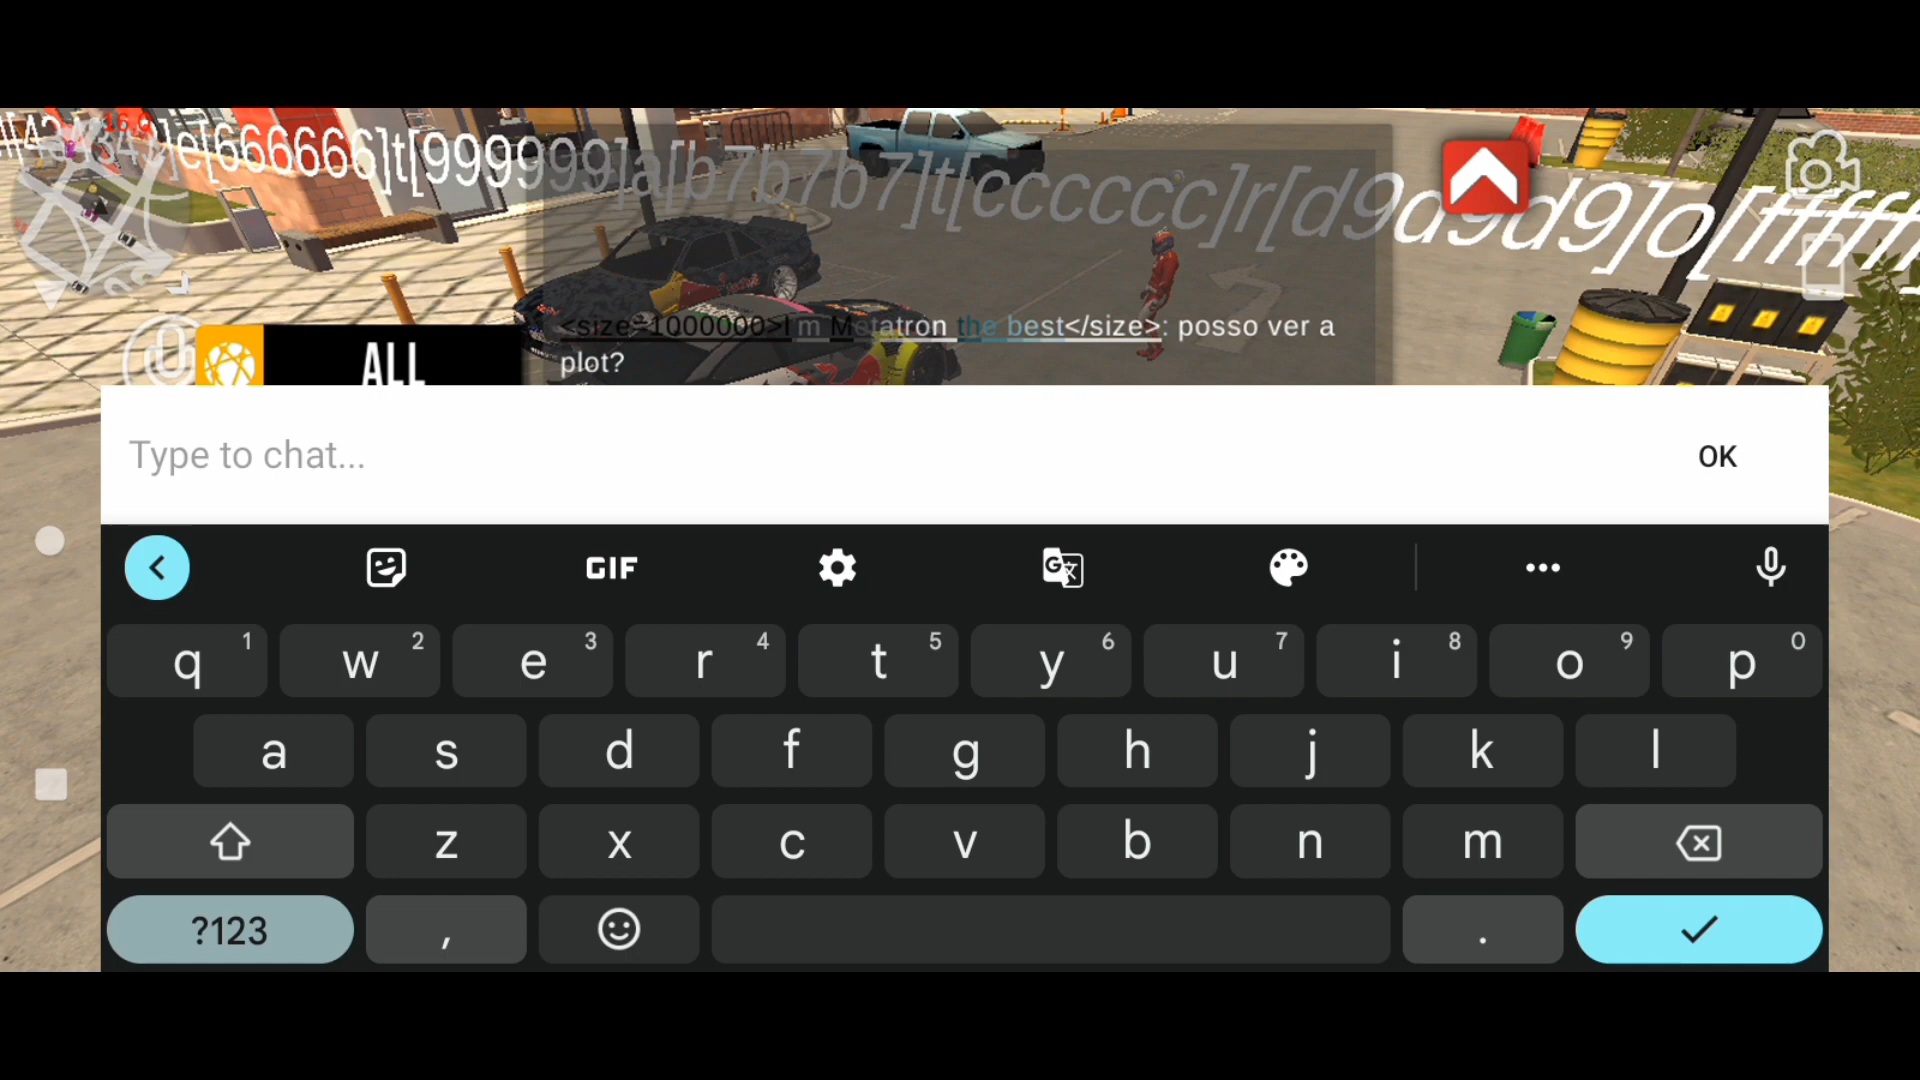 ]e[666666]t[999999]a[b7b7b7]t[cccccc]r[d9d9d9]o[fffff
ALL
<size=1000000>I m Metatron the best</size>: posso ver a
plot?
Type to chat...
OK
GIF
q 1 w 2 e 3 r 4 t 5 y 6 u 7 i 8 o 9 p 0
a s d f g h j k l
z x c v b n m
?123 , .